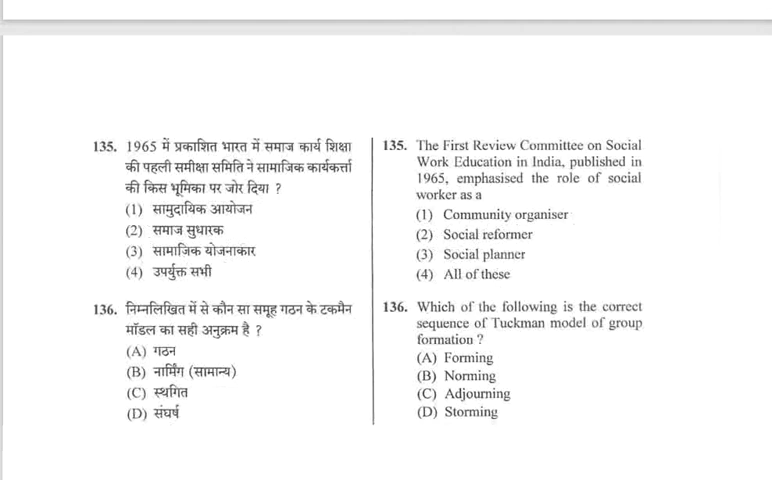 135. 1965 में प्रकाशित भारत में समाज कार्य शिक्षा
की पहली समीक्षा समिति ने सामाजिक कार्यकर्त्ता
की किस भूमिका पर जोर दिया ?
(1) सामुदायिक आयोजन
(2) समाज सुधारक
(3) सामाजिक योजनाकार
(4) उपर्युक्त सभी
136. निम्नलिखित में से कौन सा समूह गठन के टकमैन
मॉडल का सही अनुक्रम है ?
(A) गठन
(B) नार्मिंग (सामान्य)
(C) स्थगित
(D) संघर्ष
135. The First Review Committee on Social
Work Education in India, published in
1965, emphasised the role of social
worker as a
(1) Community organiser
(2) Social reformer
(3) Social planner
(4) All of these
136. Which of the following is the correct
sequence of Tuckman model of group
formation ?
(A) Forming
(B) Norming
(C) Adjourning
(D) Storming